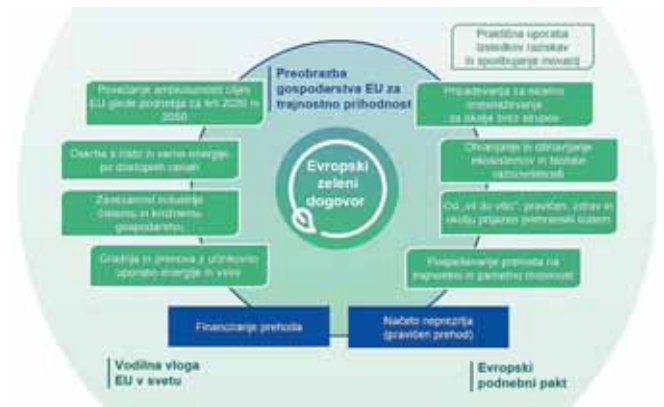 Praktična uporaba
izsledkov raziskav
in spodbujanje inovacij
Preobrazba
gospodarstva EU za
trajnostno prihodnost
Povečanje ambicioznosti ciljev
EU glede podnebja za leti 2030 in
2050
Prizadevanja za ničelno
onesnaževanje
za okolje brez strupov
Oskrba s čisto in varno energijo
po dostopnih cenah
Ohranjanje in obnavljanje
ekosistemov in biotske
raznovrstnosti
Evropski
zeleni
dogovor
Zavezanost industrije
čistemu in krožnemu
gospodarstvu
Od „vil do vilic“: pravičen, zdrav in
okolju prijazen prehranski sistem
Gradnja in prenova z učinkovito
uporabo energije in virov
Pospeševanje prehoda na
trajnostno in pametno mobilnost
Financiranje prehoda
Načelo
(pravičen prehod)
Vodilna vloga
EU v svetu
Evropski
podnebni pakt